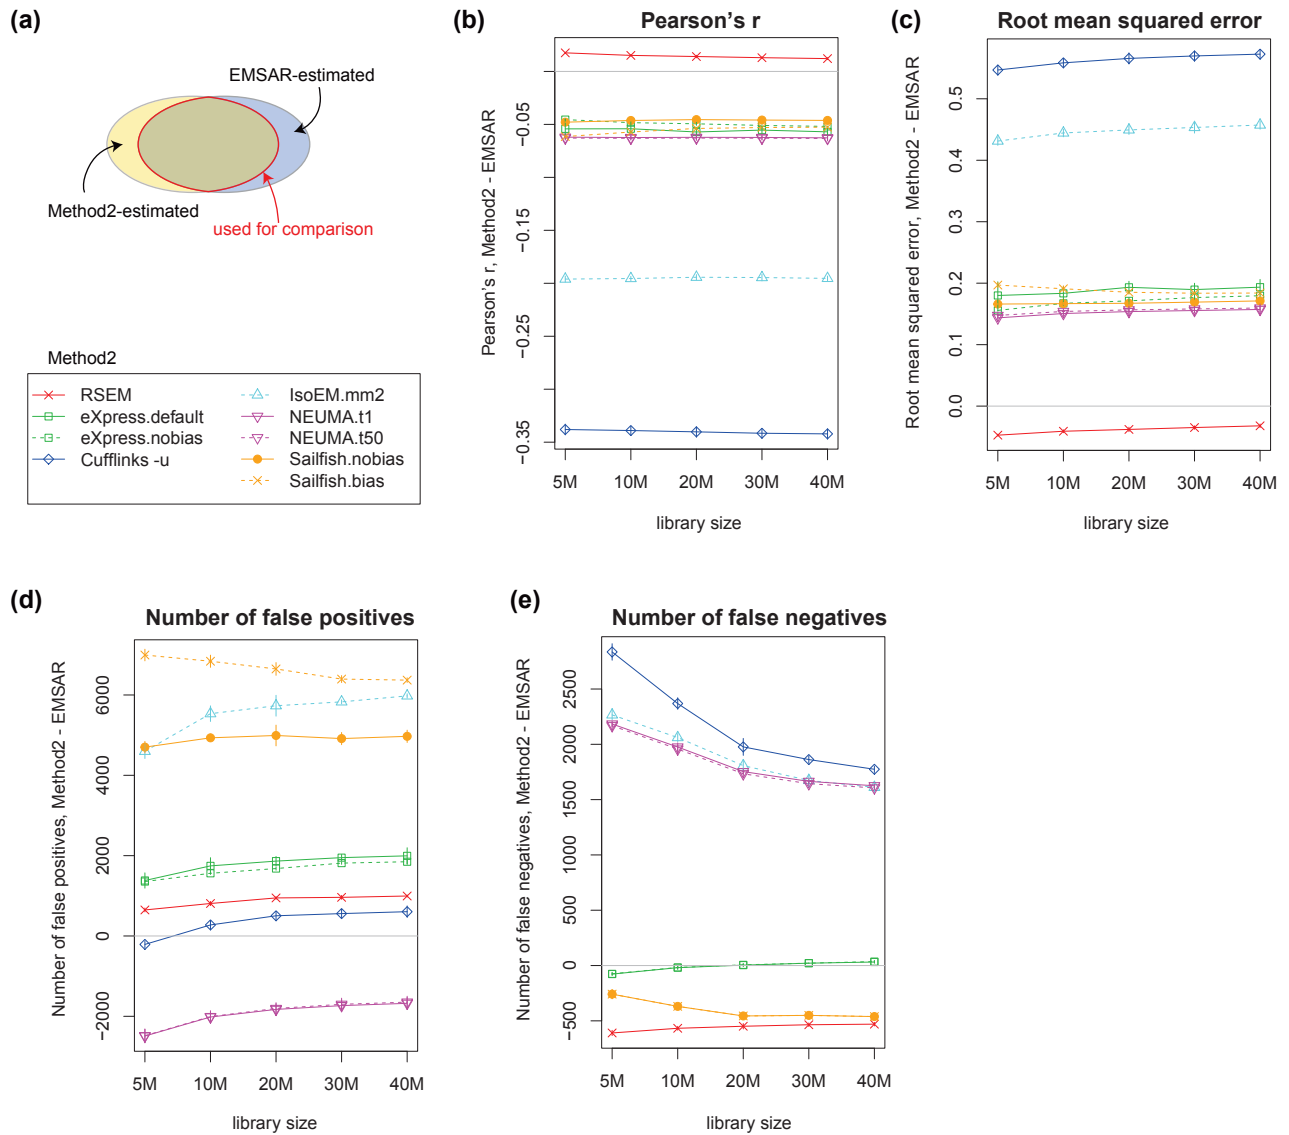 (a)
EMSAR-estimated
Method2-estimated
used for comparison
Method2
RSEM
eXpress.default
eXpress.nobias
Cufflinks -u
IsoEM.mm2
NEUMA.t1
NEUMA.t50
Sailfish.nobias
Sailfish.bias
(b)
Pearson's r
Pearson's r, Method2 - EMSAR
−0.05
−0.15
−0.25
−0.35
5M 10M 20M 30M 40M
library size
(c)
Root mean squared error
Root mean squared error, Method2 - EMSAR
0.5
0.4
0.3
0.2
0.1
0.0
5M 10M 20M 30M 40M
library size
(d)
Number of false positives
Number of false positives, Method2 - EMSAR
6000
4000
2000
0
−2000
5M 10M 20M 30M 40M
library size
(e)
Number of false negatives
Number of false negatives, Method2 - EMSAR
2500
2000
1500
1000
500
0
−500
5M 10M 20M 30M 40M
library size